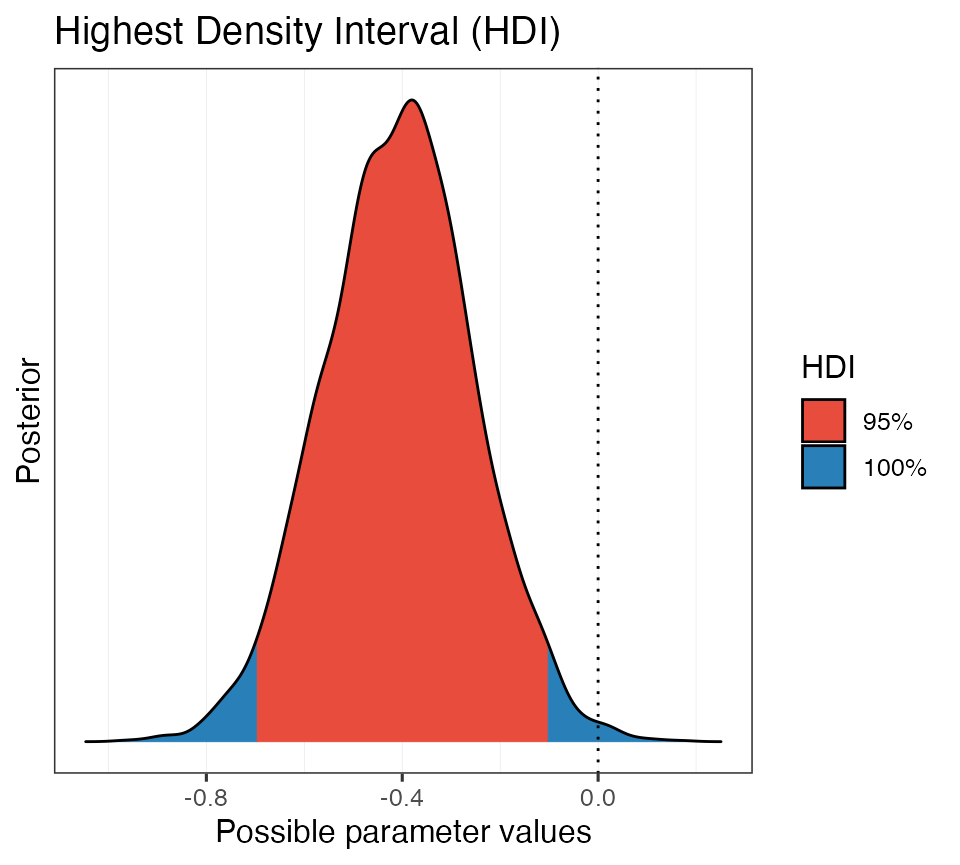 Highest Density Interval (HDI)
Posterior
HDI
95%
100%
-0.8
-0.4
0.0
Possible parameter values